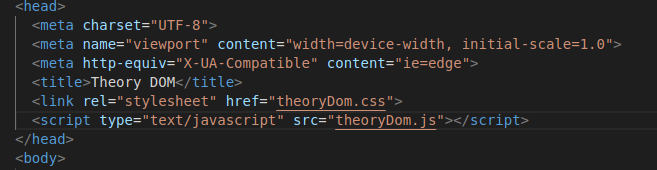 <head>
<meta charset="UTF-8">
<meta name="viewport" content="width=device-width, initial-scale=1.0">
<meta http-equiv="X-UA-Compatible" content="ie=edge">
<title>Theory DOM</title>
<link rel="stylesheet" href="theoryDom.css">
<script type="text/javascript" src="theoryDom.js"></script>
</head>
<body>